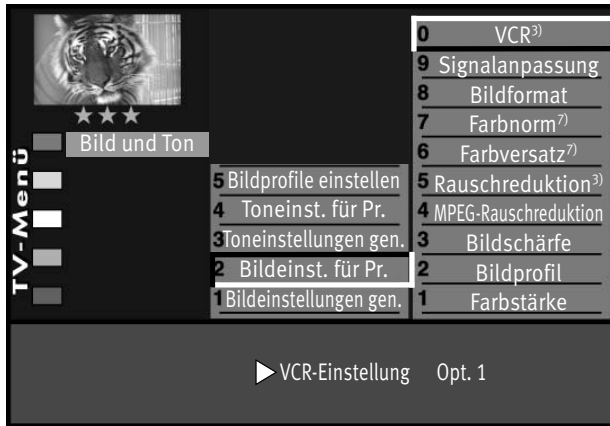 TV-Menü
Bild und Ton
5 Bildprofile einstellen
4 Toneinst. für Pr.
3 Toneinstellungen gen.
2 Bildeinst. für Pr.
1 Bildeinstellungen gen.
0 VCR³⁾
9 Signalanpassung
8 Bildformat
7 Farbnorm⁷⁾
6 Farbversatz⁷⁾
5 Rauschreduktion³⁾
4 MPEG-Rauschreduktion
3 Bildschärfe
2 Bildprofil
1 Farbstärke
VCR-Einstellung Opt. 1